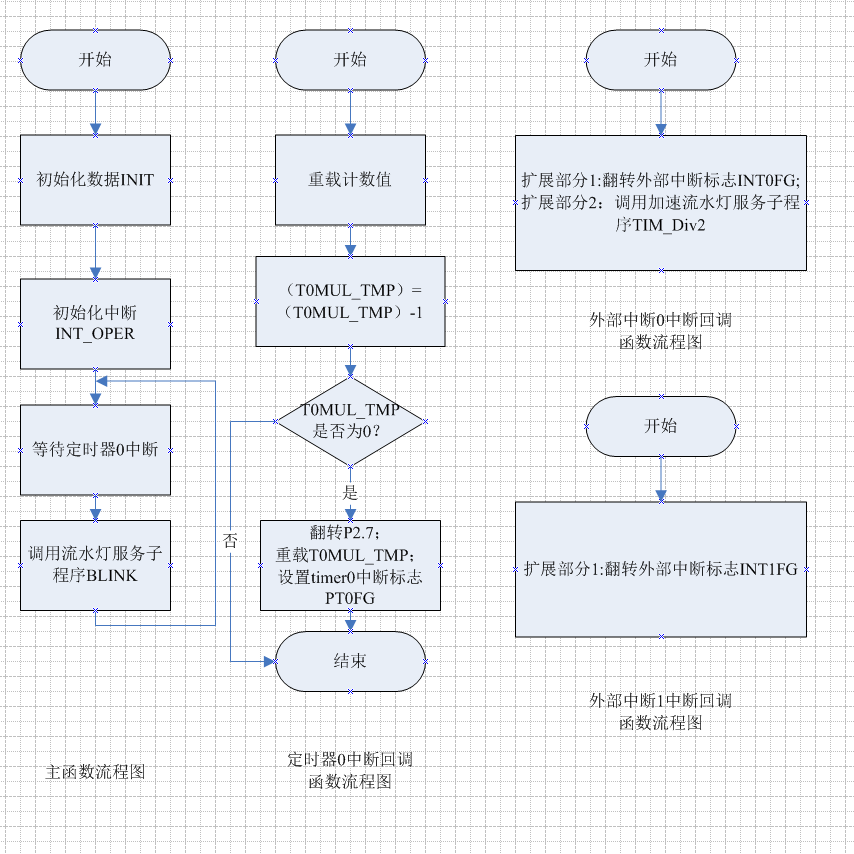 开始
初始化数据INIT
初始化中断
INT_OPER
等待定时器0中断
调用流水灯服务子
程序BLINK
主函数流程图
开始
重载计数值
（T0MUL_TMP）=
（T0MUL_TMP）-1
T0MUL_TMP
是否为0?
是
否
翻转P2.7；
重载T0MUL_TMP；
设置timer0中断标志
PT0FG
结束
定时器0中断回调
函数流程图
开始
扩展部分1:翻转外部中断标志INT0FG;
扩展部分2：调用加速流水灯服务子程
序TIM_Div2
外部中断0中断回调
函数流程图
开始
扩展部分1:翻转外部中断标志INT1FG
外部中断1中断回调
函数流程图